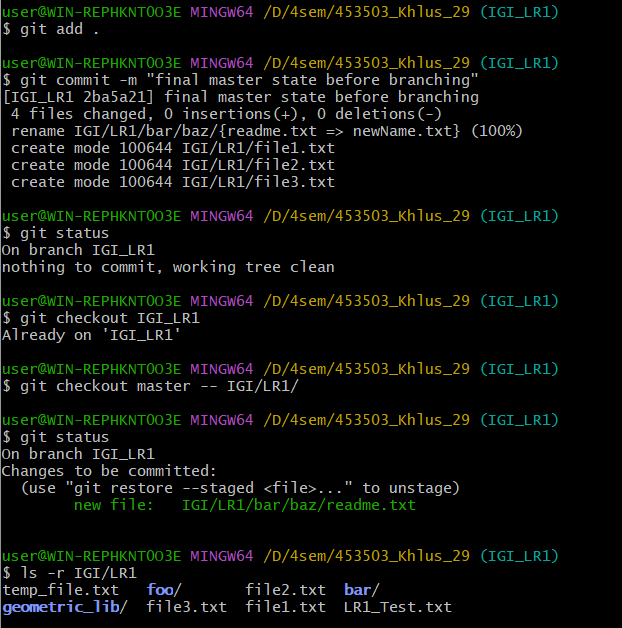 user@WIN-REPHKNT0O3E MINGW64 /D/4sem/453503_Khlus_29 (IGI_LR1)
$ git add .
user@WIN-REPHKNT0O3E MINGW64 /D/4sem/453503_Khlus_29 (IGI_LR1)
$ git commit -m "final master state before branching"
[IGI_LR1 2ba5a21] final master state before branching
4 files changed, 0 insertions(+), 0 deletions(-)
rename IGI/LR1/bar/baz/{readme.txt => newName.txt} (100%)
create mode 100644 IGI/LR1/file1.txt
create mode 100644 IGI/LR1/file2.txt
create mode 100644 IGI/LR1/file3.txt
user@WIN-REPHKNT0O3E MINGW64 /D/4sem/453503_Khlus_29 (IGI_LR1)
$ git status
On branch IGI_LR1
nothing to commit, working tree clean
user@WIN-REPHKNT0O3E MINGW64 /D/4sem/453503_Khlus_29 (IGI_LR1)
$ git checkout IGI_LR1
Already on 'IGI_LR1'
user@WIN-REPHKNT0O3E MINGW64 /D/4sem/453503_Khlus_29 (IGI_LR1)
$ git checkout master -- IGI/LR1/
user@WIN-REPHKNT0O3E MINGW64 /D/4sem/453503_Khlus_29 (IGI_LR1)
$ git status
On branch IGI_LR1
Changes to be committed:
(use "git restore --staged <file>..." to unstage)
new file:   IGI/LR1/bar/baz/readme.txt
user@WIN-REPHKNT0O3E MINGW64 /D/4sem/453503_Khlus_29 (IGI_LR1)
$ ls -r IGI/LR1
temp_file.txt   foo/       file2.txt  bar/
geometric_lib/  file3.txt  file1.txt  LR1_Test.txt